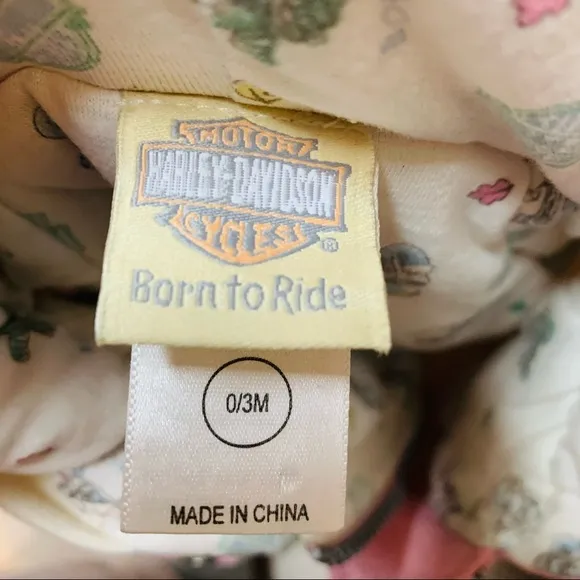 MOTOR
HARLEY-DAVIDSON
CYCLES®
Born to Ride
0/3M
MADE IN CHINA